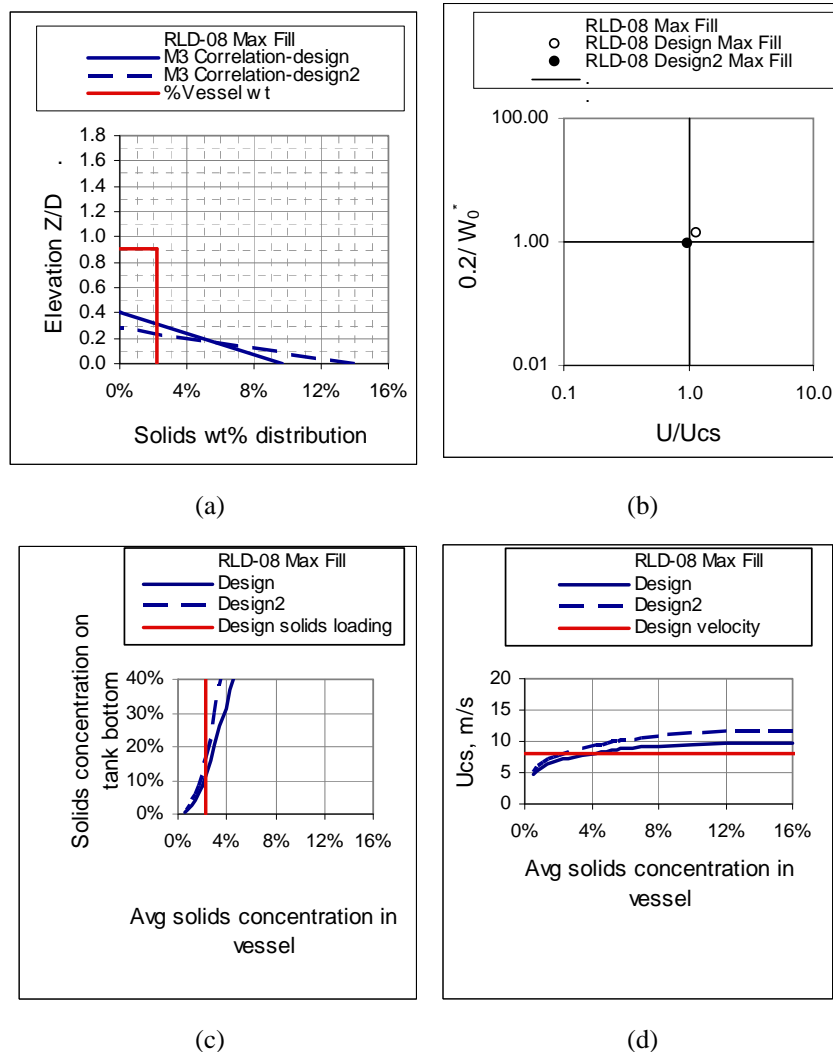 RLD-08 Max Fill
M3 Correlation-design
M3 Correlation-design2
%Vessel wt
1.8
1.6
1.4
1.2
1.0
0.8
0.6
0.4
0.2
0.0
Elevation Z/D
0% 4% 8% 12% 16%
Solids wt% distribution
(a)
RLD-08 Max Fill
RLD-08 Design Max Fill
RLD-08 Design2 Max Fill
.
.
100.00
1.00
0.01
0.2/ W0*
0.1 1.0 10.0
U/Ucs
(b)
RLD-08 Max Fill
Design
Design2
Design solids loading
Solids concentration on
tank bottom
40%
30%
20%
10%
0%
0% 4% 8% 12% 16%
Avg solids concentration in
vessel
(c)
RLD-08 Max Fill
Design
Design2
Design velocity
Ucs, m/s
20
15
10
5
0
0% 4% 8% 12% 16%
Avg solids concentration in
vessel
(d)